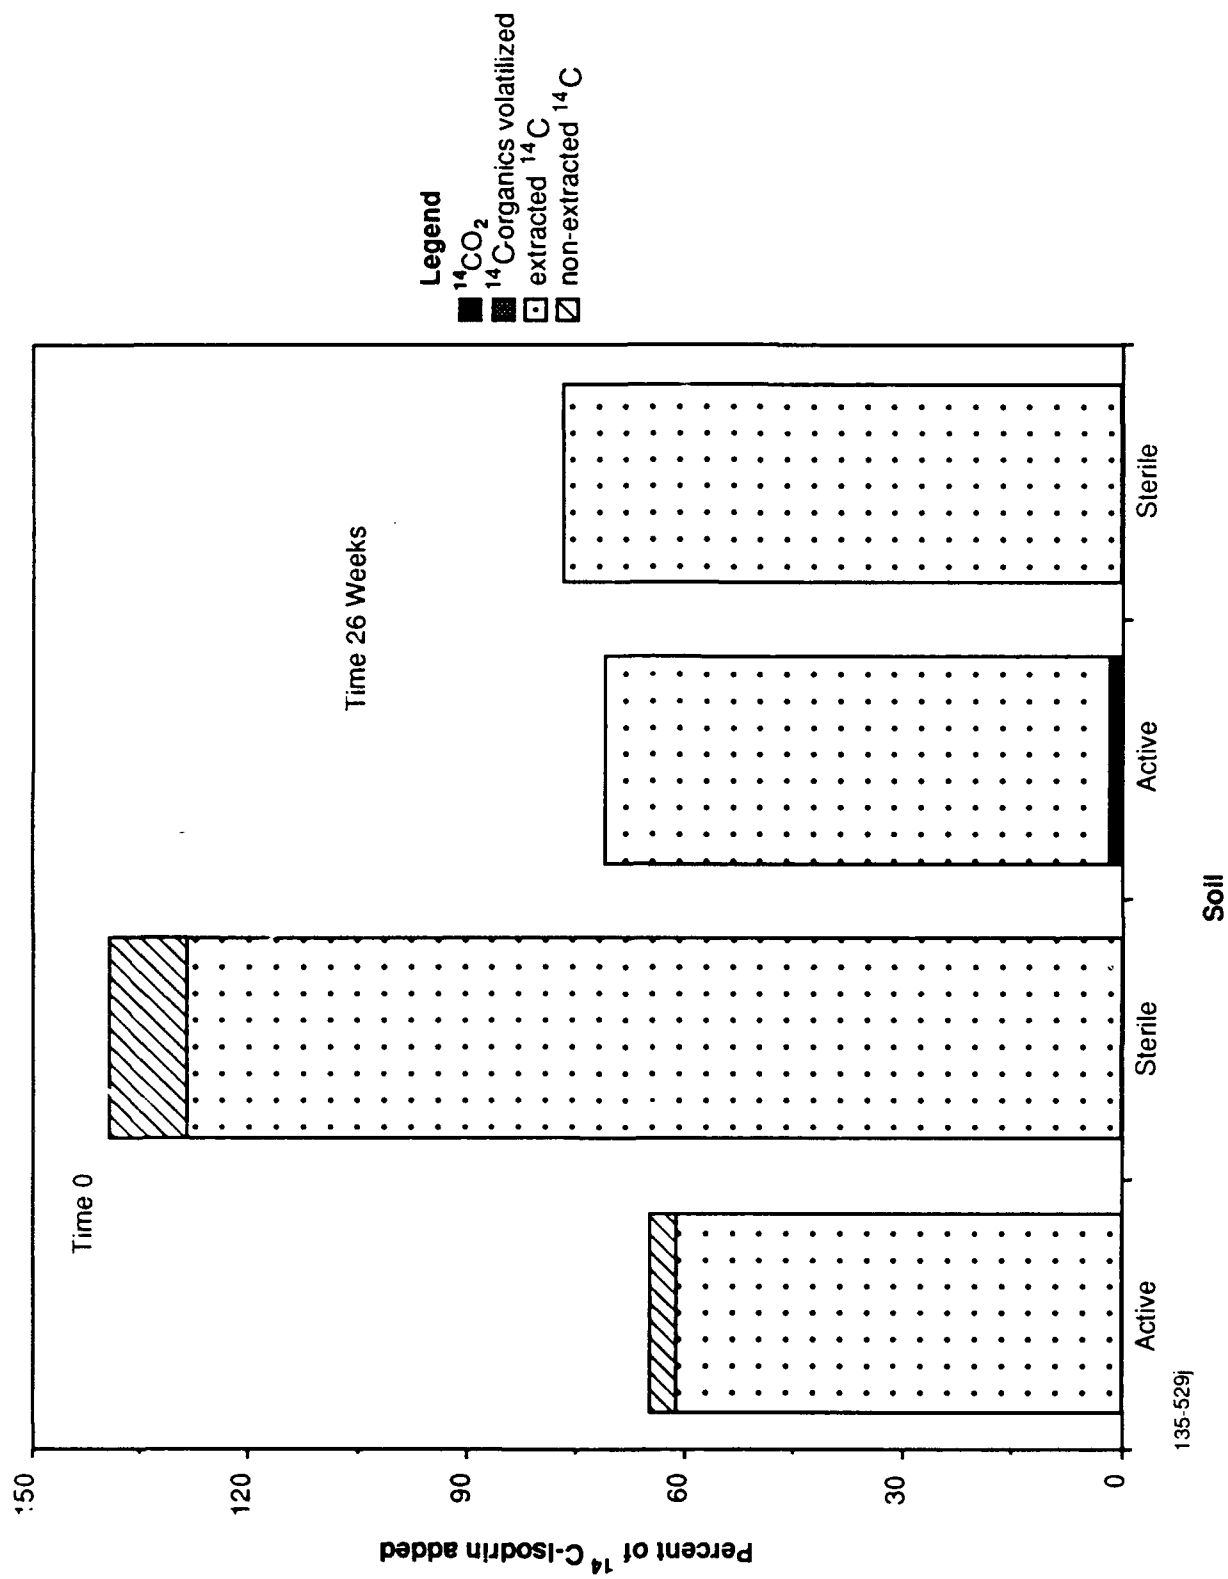 Percent of ¹⁴C-Isodrin added
150
120
90
60
30
0
Time 0
Time 26 Weeks
Active
Sterile
Active
Sterile
Soil
Legend
¹⁴CO₂
¹⁴C-organics volatilized
extracted ¹⁴C
non-extracted ¹⁴C
135-529j